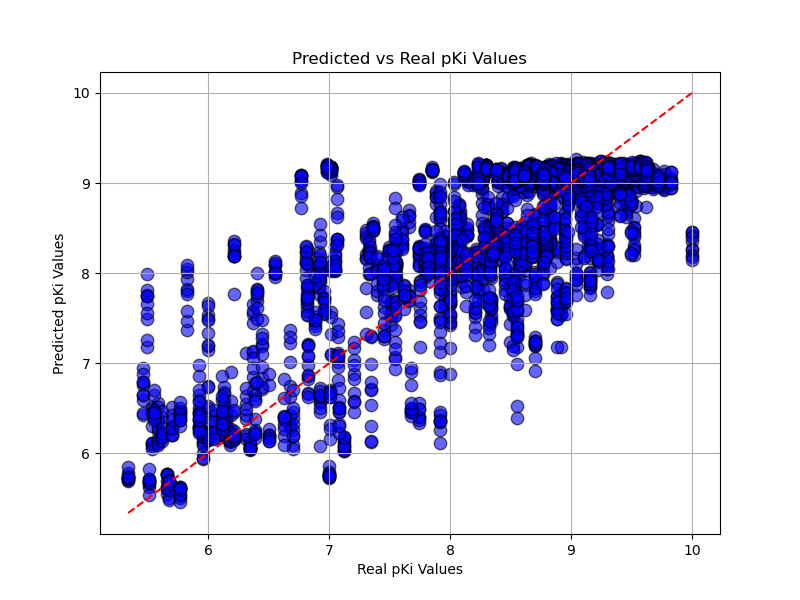 Predicted vs Real pKi Values
10
9
8
7
6
Predicted pKi Values
6 7 8 9 10
Real pKi Values